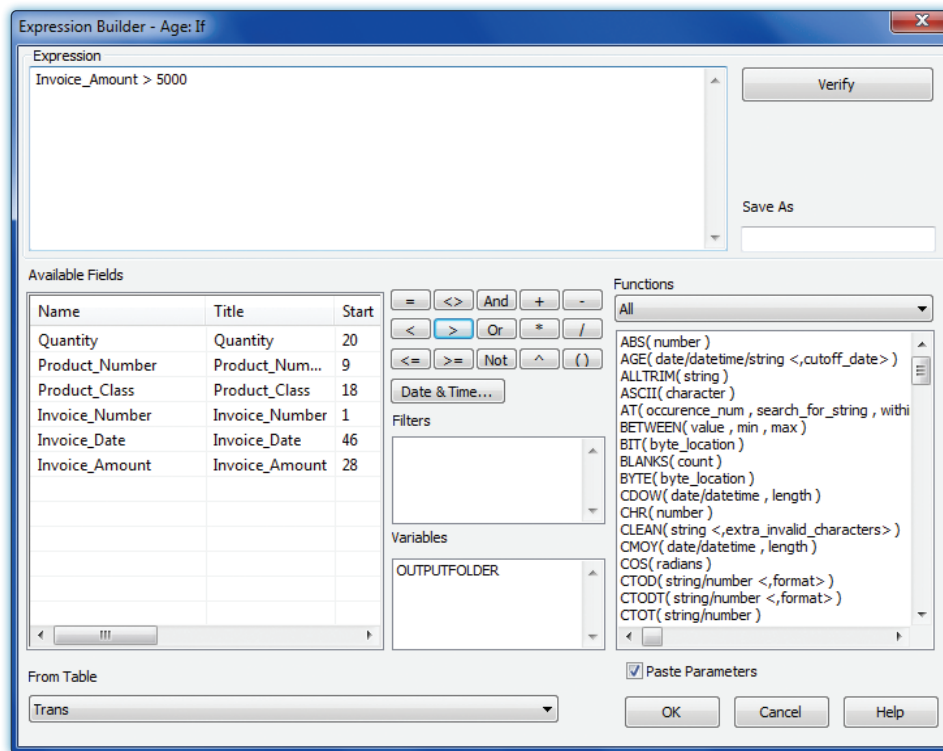 Expression Builder - Age: If
x
Expression
Invoice_Amount > 5000
Verify
Save As
Available Fields
Name Title Start
Quantity Quantity 20
Product_Number Product_Num... 9
Product_Class Product_Class 18
Invoice_Number Invoice_Number 1
Invoice_Date Invoice_Date 46
Invoice_Amount Invoice_Amount 28
= <> And + -
< > Or * /
<= >= Not ^ ( )
Date & Time...
Filters
Variables
OUTPUTFOLDER
Functions
All
ABS( number )
AGE( date/datetime/string <,cutoff_date> )
ALLTRIM( string )
ASCII( character )
AT( occurence_num , search_for_string , withi
BETWEEN( value , min , max )
BIT( byte_location )
BLANKS( count )
BYTE( byte_location )
CDOW( date/datetime , length )
CHR( number )
CLEAN( string <,extra_invalid_characters> )
CMOY( date/datetime , length )
COS( radians )
CTOD( string/number <,format> )
CTODT( string/number <,format> )
CTOT( string/number )
Paste Parameters
From Table
Trans
OK Cancel Help